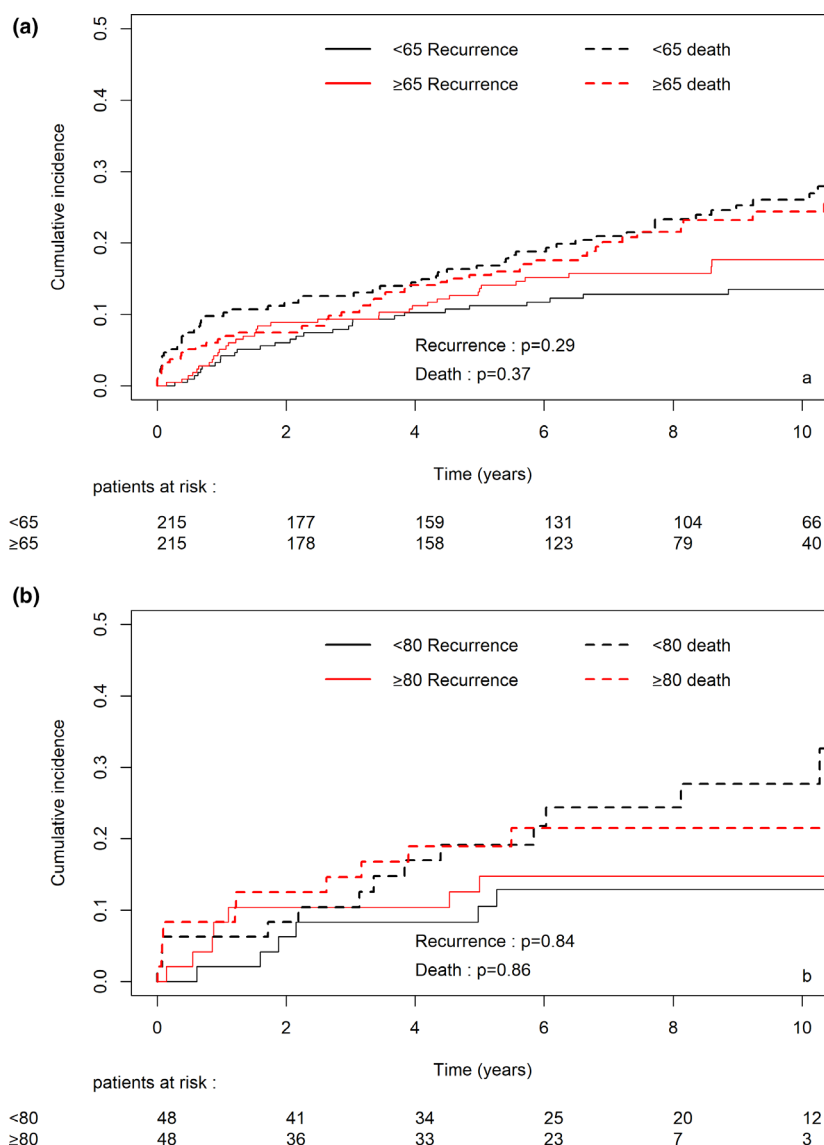 (a)
0.5
<65 Recurrence <65 death
≥65 Recurrence ≥65 death
0.4
0.3
Cumulative incidence
0.2
0.1
Recurrence : p=0.29
Death : p=0.37 a
0.0
0 2 4 6 8 10
Time (years)
patients at risk :
<65 215 177 159 131 104 66
≥65 215 178 158 123 79 40
(b)
0.5
<80 Recurrence <80 death
≥80 Recurrence ≥80 death
0.4
0.3
Cumulative incidence
0.2
0.1
Recurrence : p=0.84
Death : p=0.86 b
0.0
0 2 4 6 8 10
Time (years)
patients at risk :
<80 48 41 34 25 20 12
≥80 48 36 33 23 7 3